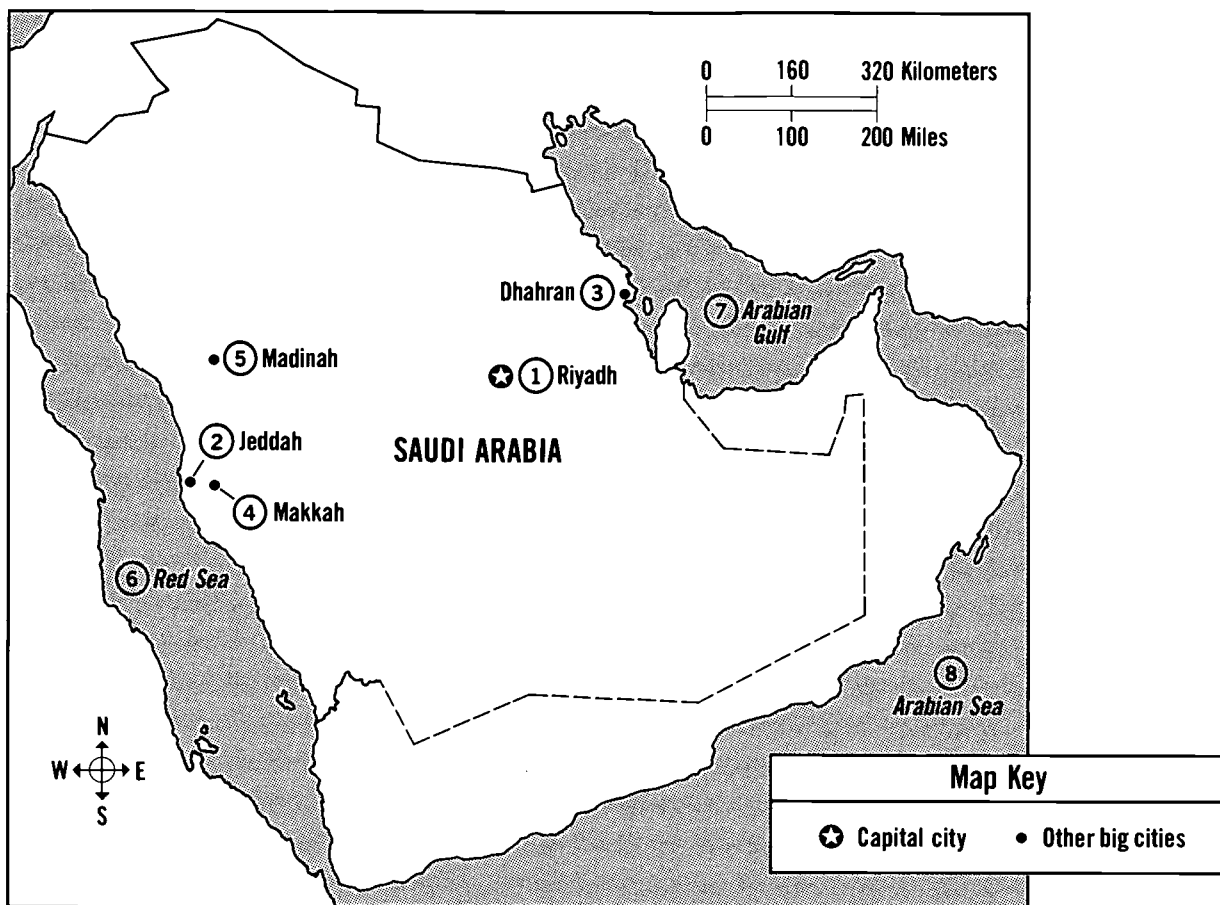 0 160 320 Kilometers
0 100 200 Miles
Dhahran 3
7 Arabian
Gulf
5 Madinah
1 Riyadh
2 Jeddah
SAUDI ARABIA
4 Makkah
6 Red Sea
8
Arabian Sea
N
W E
S
Map Key
Capital city Other big cities